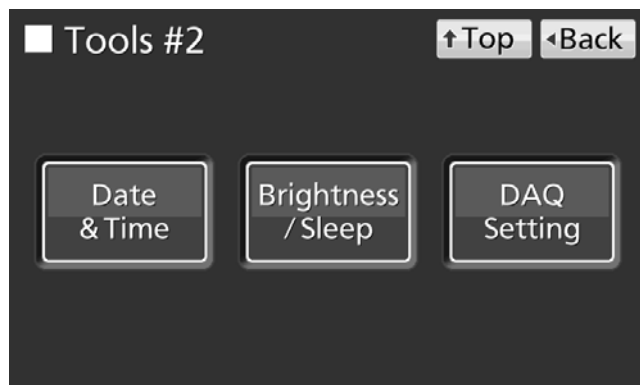 Tools #2
Top
Back
Date
& Time
Brightness
/ Sleep
DAQ
Setting